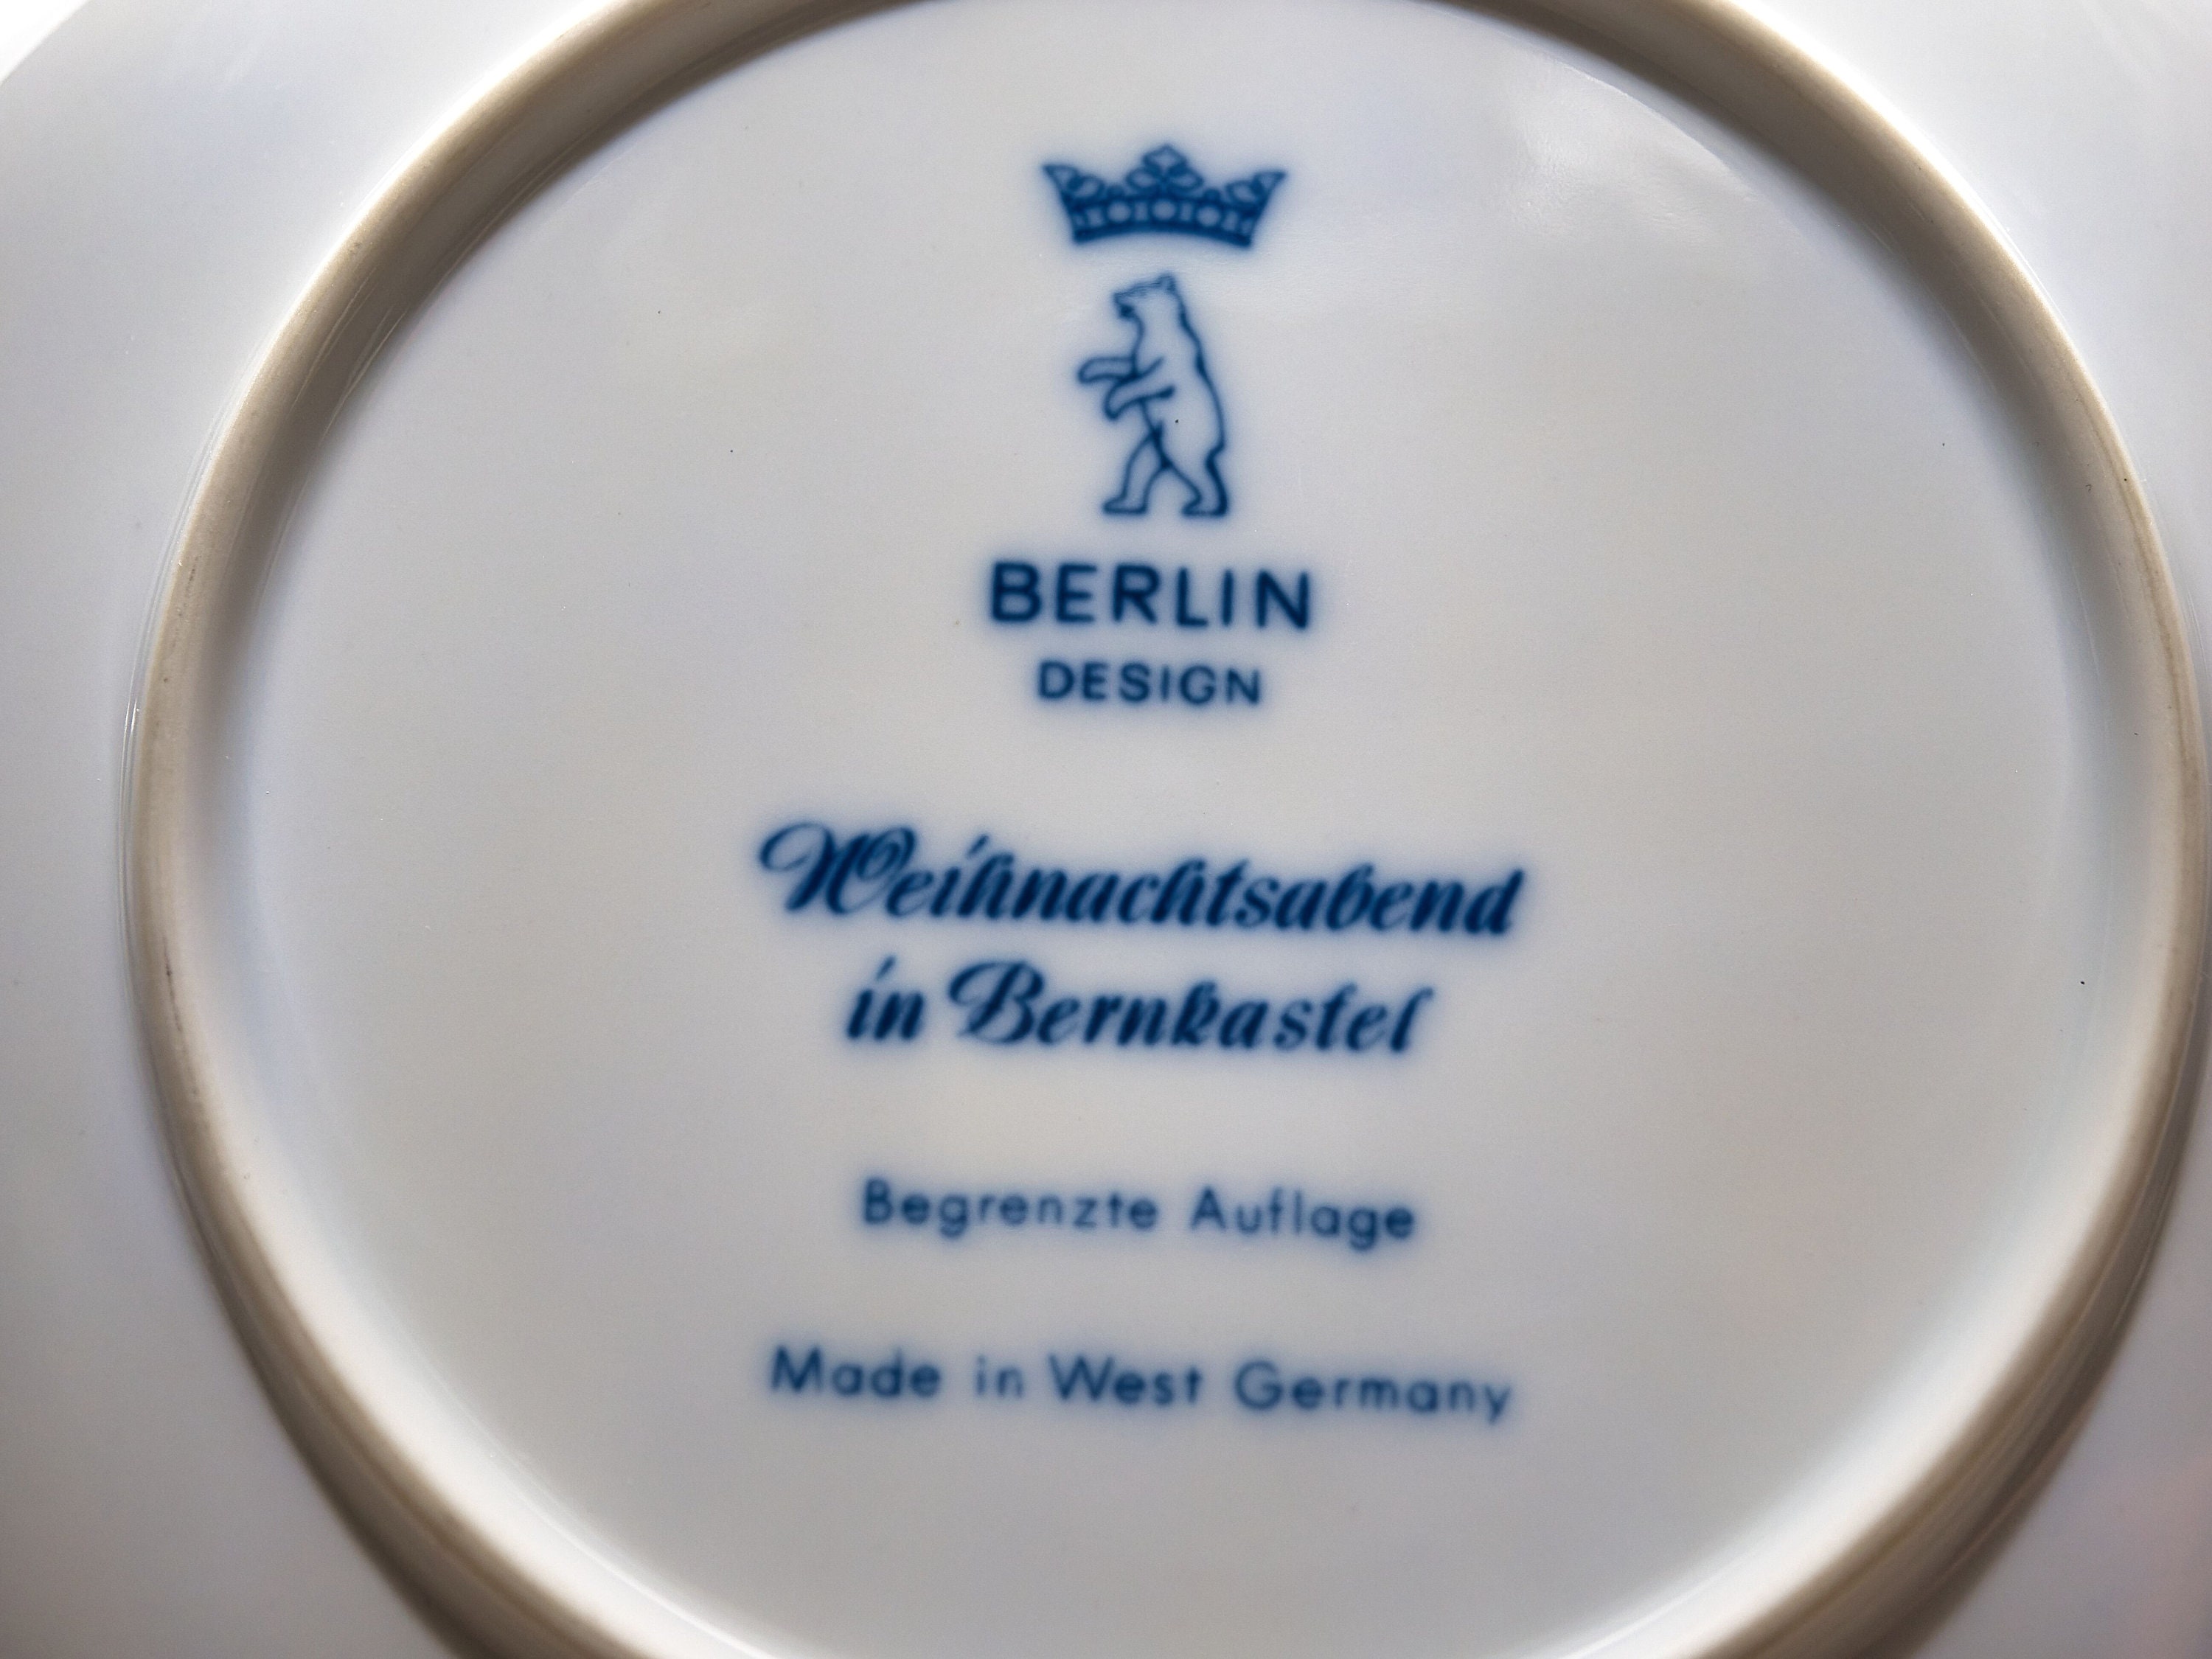 BERLIN
DESIGN
Weihnachtsabend
in Bernkastel
Begrenzte Auflage
Made in West Germany